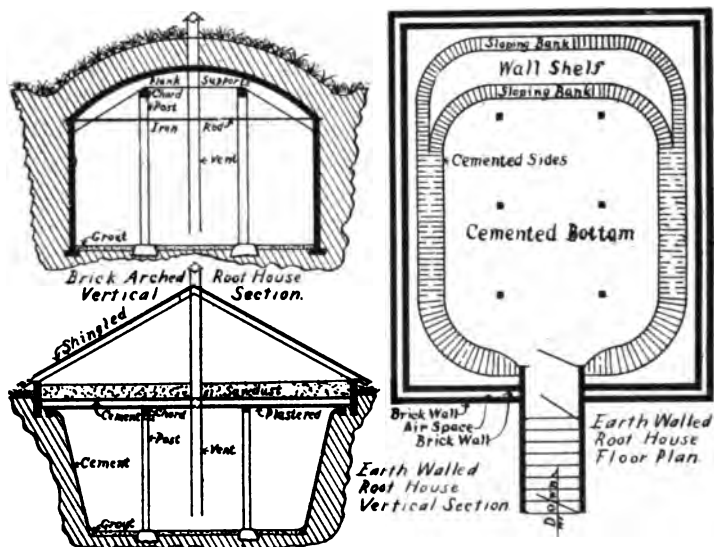 Plank Support
Chord
Post
Iron Rod
Vent
Grout
Brick Arched Root House
Vertical Section.
Shingled
Sawdust
Cement Chord Plastered
Post
Vent
Cement
Grout
Earth Walled
Root House
Vertical Section
Sloping Bank
Wall Shelf
Sloping Bank
Cemented Sides
Cemented Bottom
Brick Wall
Air Space
Brick Wall
Earth Walled
Root House
Floor Plan
Down